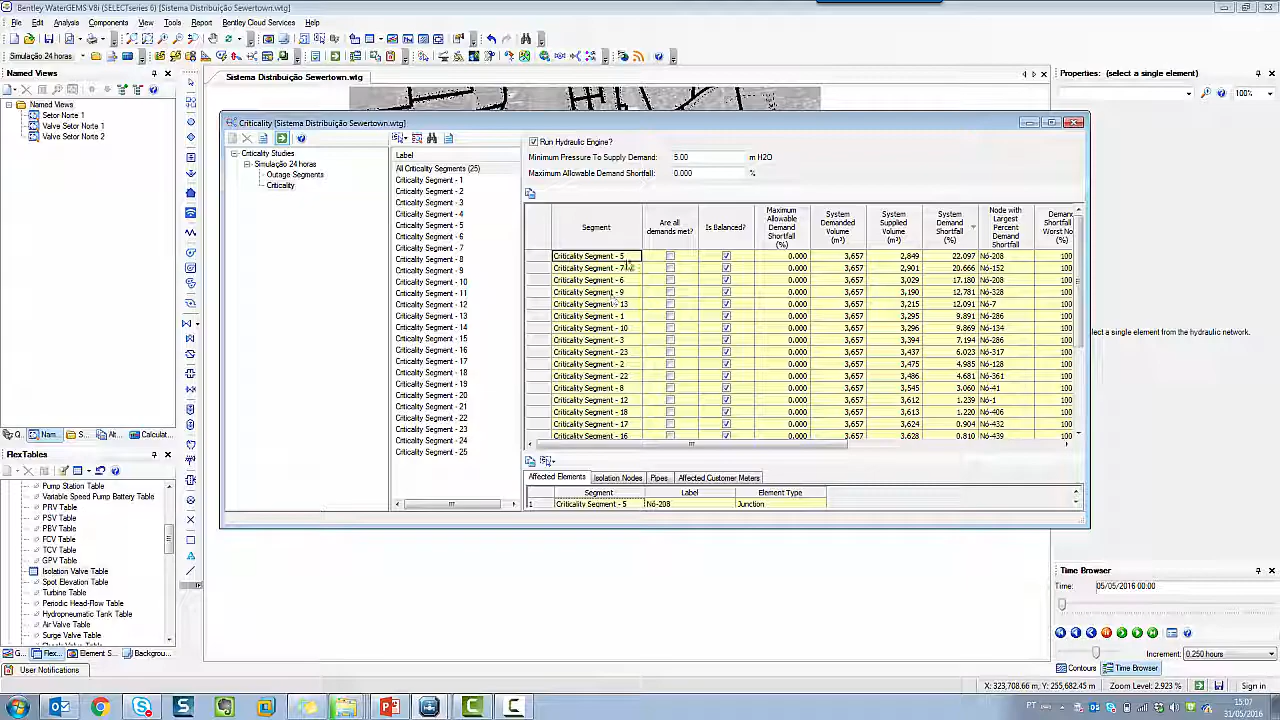 Bentley WaterGEMS V8i (SELECTseries 6) [Sistema Distribuição Sewertown.wtg]
File Edit Analysis Components View Tools Report Bentley Cloud Services Help
Simulação 24 horas
Named Views
Named Views
Setor Norte 1
Valve Setor Norte 1
Valve Setor Norte 2
Sistema Distribuição Sewertown.wtg
Properties: (select a single element)
100%
Criticality [Sistema Distribuição Sewertown.wtg]
Criticality Studies
Simulação 24 horas
Outage Segments
Criticality
Label
All Criticality Segments (25)
Criticality Segment - 1
Criticality Segment - 2
Criticality Segment - 3
Criticality Segment - 4
Criticality Segment - 5
Criticality Segment - 6
Criticality Segment - 7
Criticality Segment - 8
Criticality Segment - 9
Criticality Segment - 10
Criticality Segment - 11
Criticality Segment - 12
Criticality Segment - 13
Criticality Segment - 14
Criticality Segment - 15
Criticality Segment - 16
Criticality Segment - 17
Criticality Segment - 18
Criticality Segment - 19
Criticality Segment - 20
Criticality Segment - 21
Criticality Segment - 22
Criticality Segment - 23
Criticality Segment - 24
Criticality Segment - 25
Run Hydraulic Engine?
Minimum Pressure To Supply Demand: 5.00 m H2O
Maximum Allowable Demand Shortfall: 0.000 %
Segment
Are all demands met?
Is Balanced?
Maximum Allowable Demand Shortfall (%)
System Demanded Volume (m³)
System Supplied Volume (m³)
System Demand Shortfall (%)
Node with Largest Percent Demand Shortfall
Criticality Segment - 5 0.000 3,657 2,849 22.097 Nó-208 100
Criticality Segment - 7 0.000 3,657 2,901 20.666 Nó-152 100
Criticality Segment - 6 0.000 3,657 3,029 17.180 Nó-208 100
Criticality Segment - 9 0.000 3,657 3,190 12.781 Nó-328 100
Criticality Segment - 13 0.000 3,657 3,215 12.091 Nó-7 100
Criticality Segment - 1 0.000 3,657 3,295 9.891 Nó-286 100
Criticality Segment - 10 0.000 3,657 3,296 9.869 Nó-134 100
Criticality Segment - 3 0.000 3,657 3,394 7.194 Nó-286 100
Criticality Segment - 23 0.000 3,657 3,437 6.023 Nó-317 100
Criticality Segment - 2 0.000 3,657 3,475 4.985 Nó-128 100
Criticality Segment - 22 0.000 3,657 3,486 4.681 Nó-361 100
Criticality Segment - 8 0.000 3,657 3,545 3.060 Nó-41 100
Criticality Segment - 12 0.000 3,657 3,612 1.239 Nó-1 100
Criticality Segment - 18 0.000 3,657 3,613 1.220 Nó-406 100
Criticality Segment - 17 0.000 3,657 3,624 0.904 Nó-432 100
Criticality Segment - 16 0.000 3,657 3,628 0.810 Nó-439 100
Affected Elements Isolation Nodes Pipes Affected Customer Meters
Segment Label Element Type
1 Criticality Segment - 5 Nó-208 Junction
lect a single element from the hydraulic network.
FlexTables
Pump Station Table
Variable Speed Pump Battery Table
PRV Table
PSV Table
PBV Table
FCV Table
TCV Table
GPV Table
Isolation Valve Table
Spot Elevation Table
Turbine Table
Periodic Head-Flow Table
Hydropneumatic Tank Table
Air Valve Table
Surge Valve Table
User Notifications
Time Browser
Time: 05/05/2016 00:00
Increment: 0.250 hours
Contours Time Browser
X: 323,708.66 m, Y: 255,682.45 m Zoom Level: 2.923 % Sign in
PT
15:07
31/05/2016